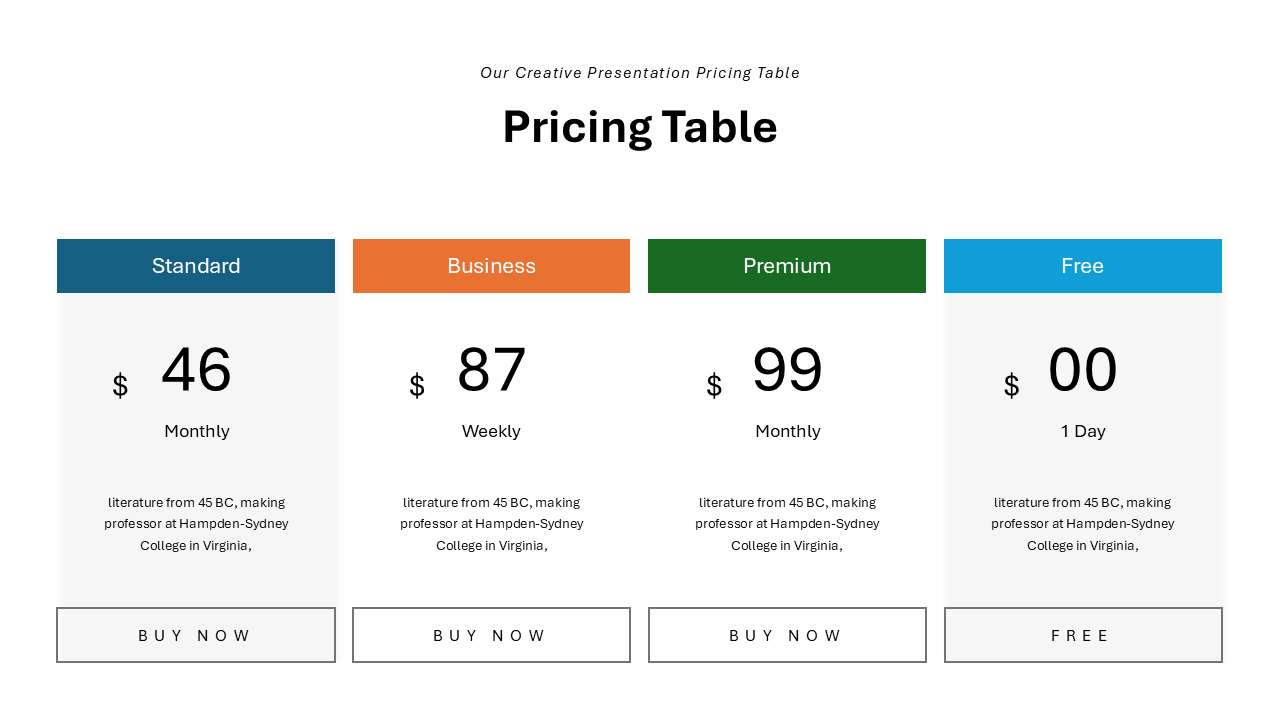 Our Creative Presentation Pricing Table
Pricing Table
Standard
$ 46
Monthly
literature from 45 BC, making
professor at Hampden-Sydney
College in Virginia,
BUY NOW
Business
$ 87
Weekly
literature from 45 BC, making
professor at Hampden-Sydney
College in Virginia,
BUY NOW
Premium
$ 99
Monthly
literature from 45 BC, making
professor at Hampden-Sydney
College in Virginia,
BUY NOW
Free
$ 00
1 Day
literature from 45 BC, making
professor at Hampden-Sydney
College in Virginia,
FREE